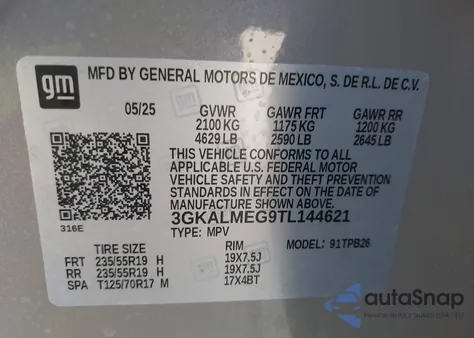 gm
MFD BY GENERAL MOTORS DE MEXICO, S. DE R.L. DE C.V.
05/25 GVWR GAWR FRT GAWR RR
2100 KG 1175 KG 1200 KG
4629 LB 2590 LB 2645 LB
THIS VEHICLE CONFORMS TO ALL
APPLICABLE U.S. FEDERAL MOTOR
VEHICLE SAFETY AND THEFT
PREVENTION STANDARDS IN EFFECT
ON THE DATE OF MANUFACTURE
SHOWN ABOVE.
3GKALMEG9TL144621
316E
TYPE: MPV MODEL: 91TPB26
TIRE SIZE RIM
FRT 235/55R19 H 19X7.5J
RR 235/55R19 H 19X7.5J
SPA T125/70R17 M 17X4BT
autoSnap